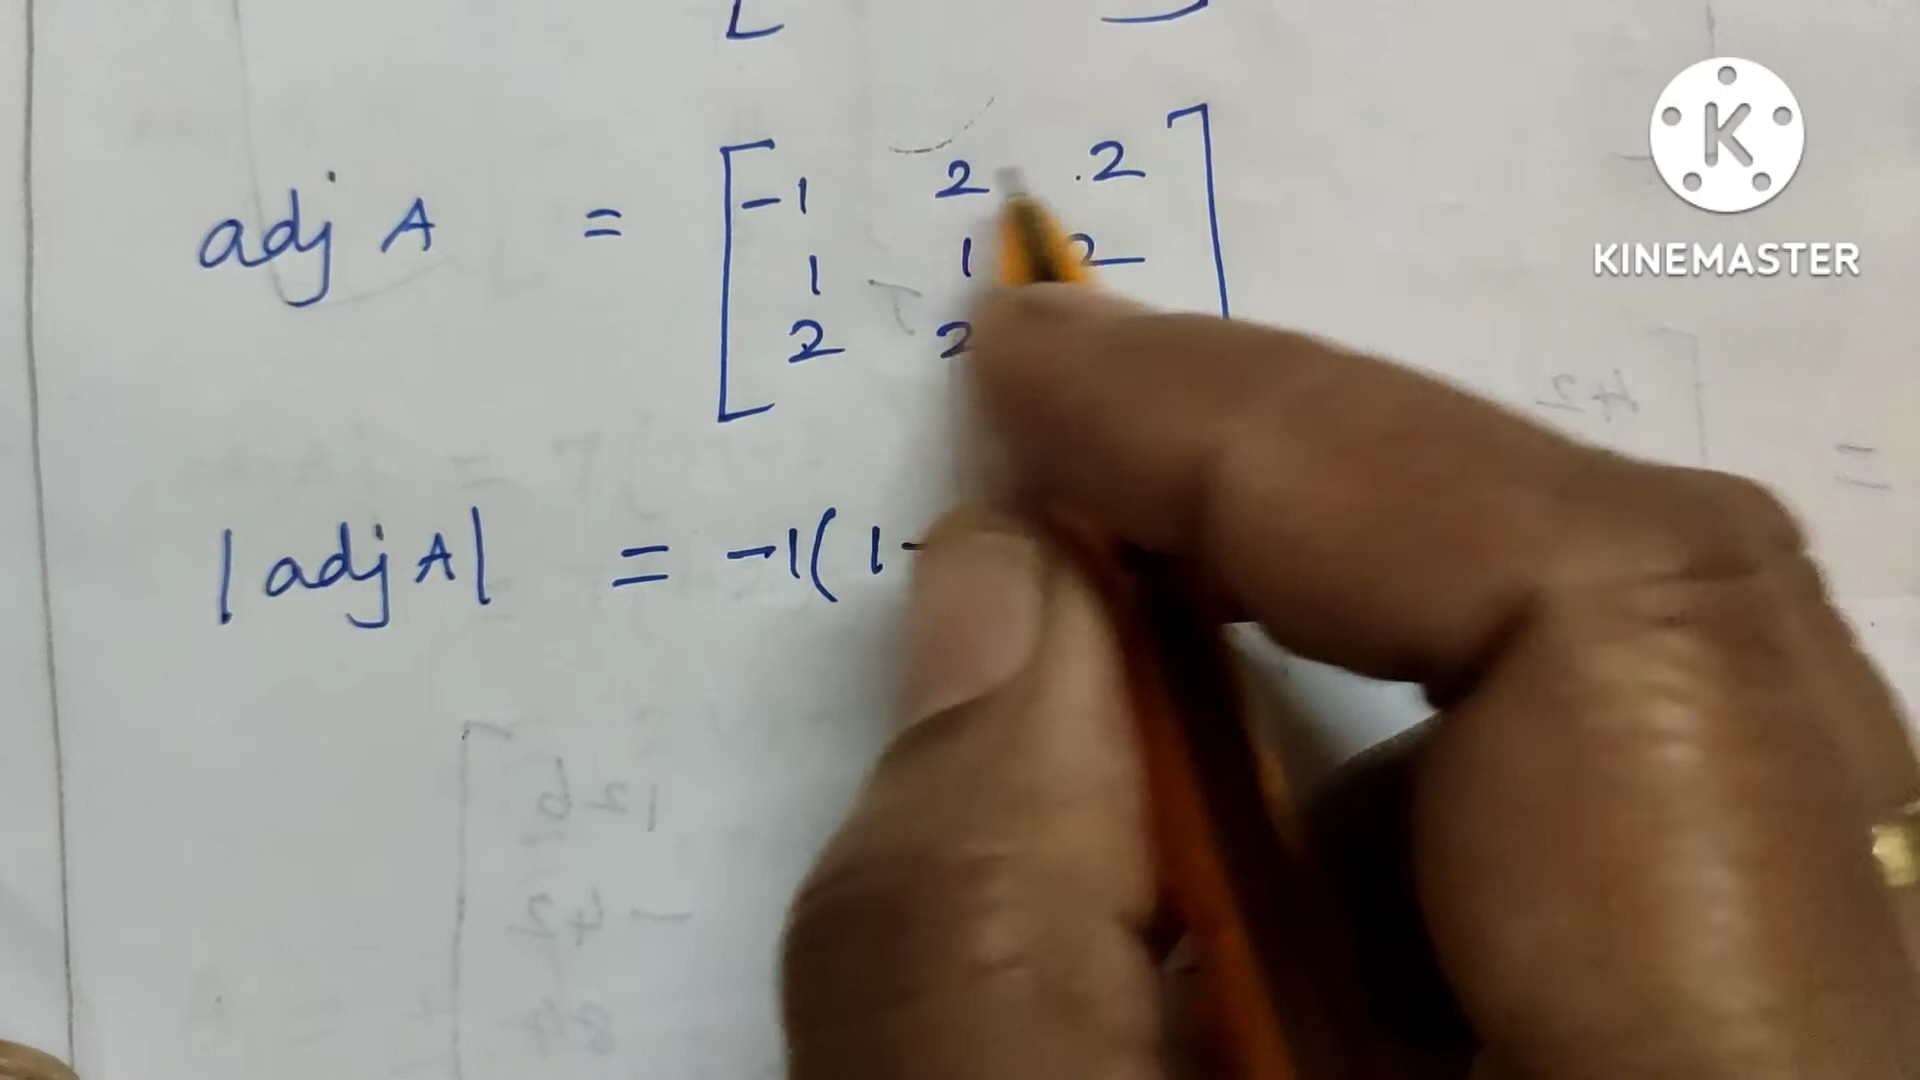 adj A = [ -1 2 .2
1 1 2
2 2
|adj A| = -1( 1-
KINEMASTER